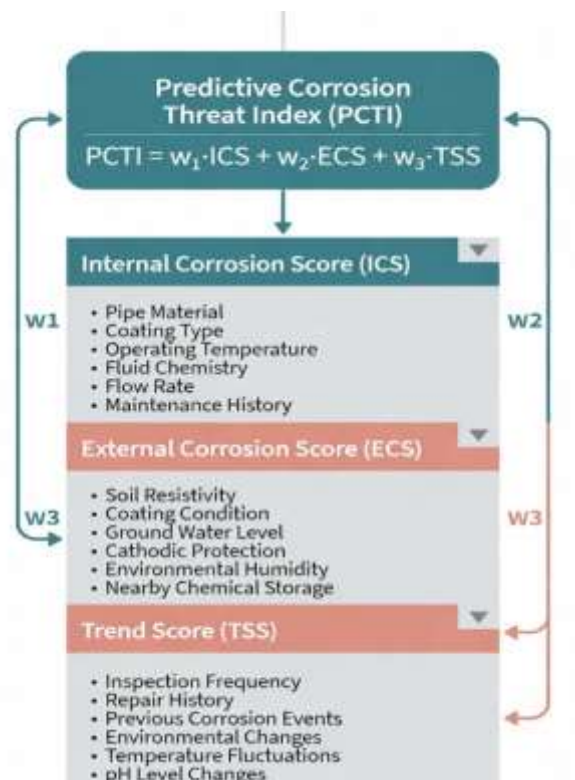 Predictive Corrosion
Threat Index (PCTI)
PCTI = w₁·ICS + w₂·ECS + w₃·TSS
Internal Corrosion Score (ICS)
w1
w2
• Pipe Material
• Coating Type
• Operating Temperature
• Fluid Chemistry
• Flow Rate
• Maintenance History
External Corrosion Score (ECS)
w3
w3
• Soil Resistivity
• Coating Condition
• Ground Water Level
• Cathodic Protection
• Environmental Humidity
• Nearby Chemical Storage
Trend Score (TSS)
• Inspection Frequency
• Repair History
• Previous Corrosion Events
• Environmental Changes
• Temperature Fluctuations
• pH Level Changes